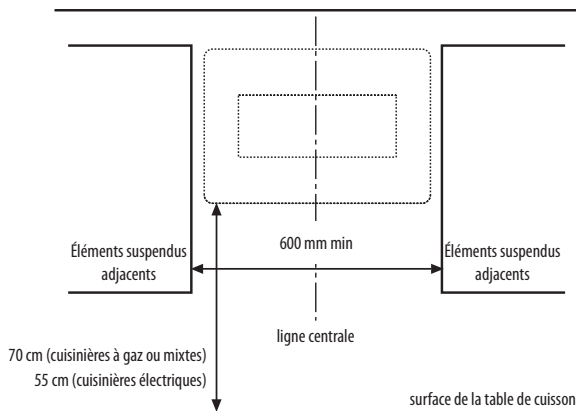 Éléments suspendus
adjacents
600 mm min
Éléments suspendus
adjacents
ligne centrale
70 cm (cuisinières à gaz ou mixtes)
55 cm (cuisinières électriques)
surface de la table de cuisson